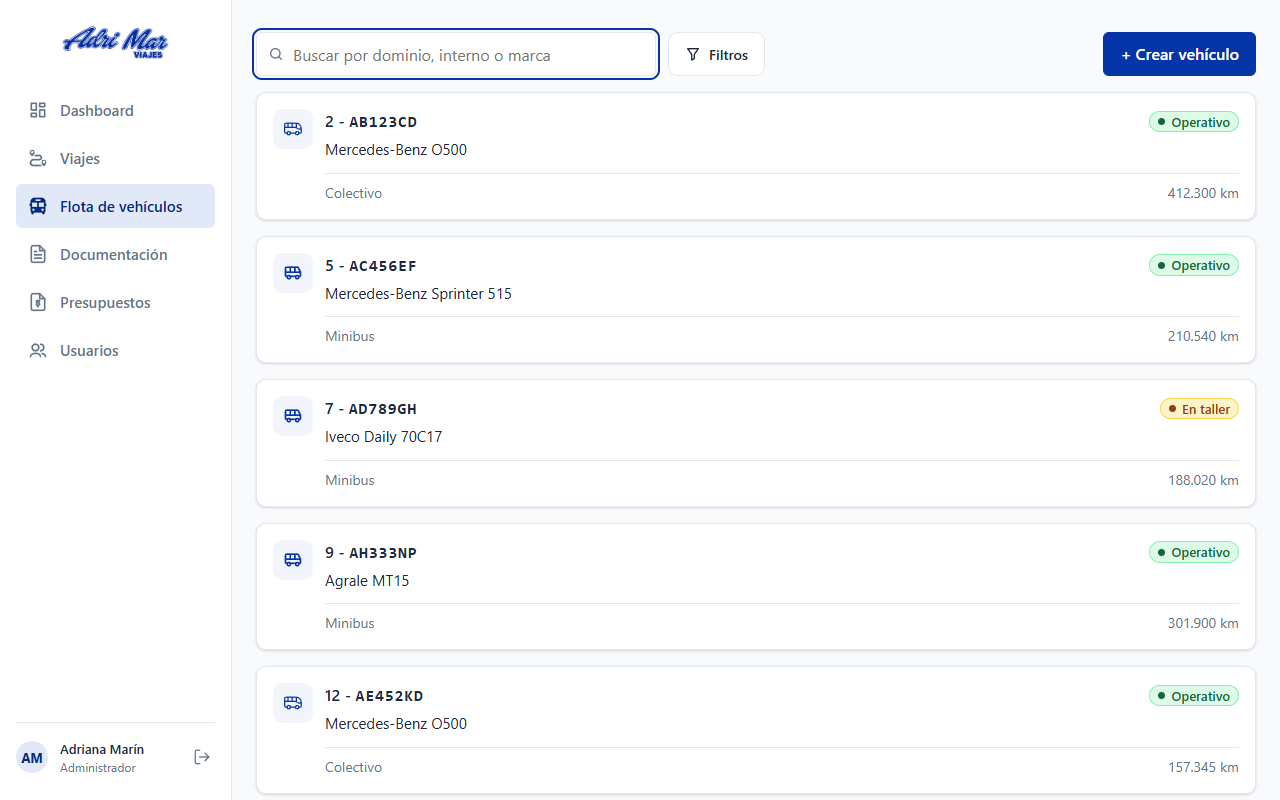 Adri Mar
VIAJES
Dashboard
Viajes
Flota de vehículos
Documentación
Presupuestos
Usuarios
AM
Adriana Marín
Administrador
Buscar por dominio, interno o marca
Filtros
+ Crear vehículo
2 - AB123CD
Operativo
Mercedes-Benz O500
Colectivo
412.300 km
5 - AC456EF
Operativo
Mercedes-Benz Sprinter 515
Minibus
210.540 km
7 - AD789GH
En taller
Iveco Daily 70C17
Minibus
188.020 km
9 - AH333NP
Operativo
Agrale MT15
Minibus
301.900 km
12 - AE452KD
Operativo
Mercedes-Benz O500
Colectivo
157.345 km